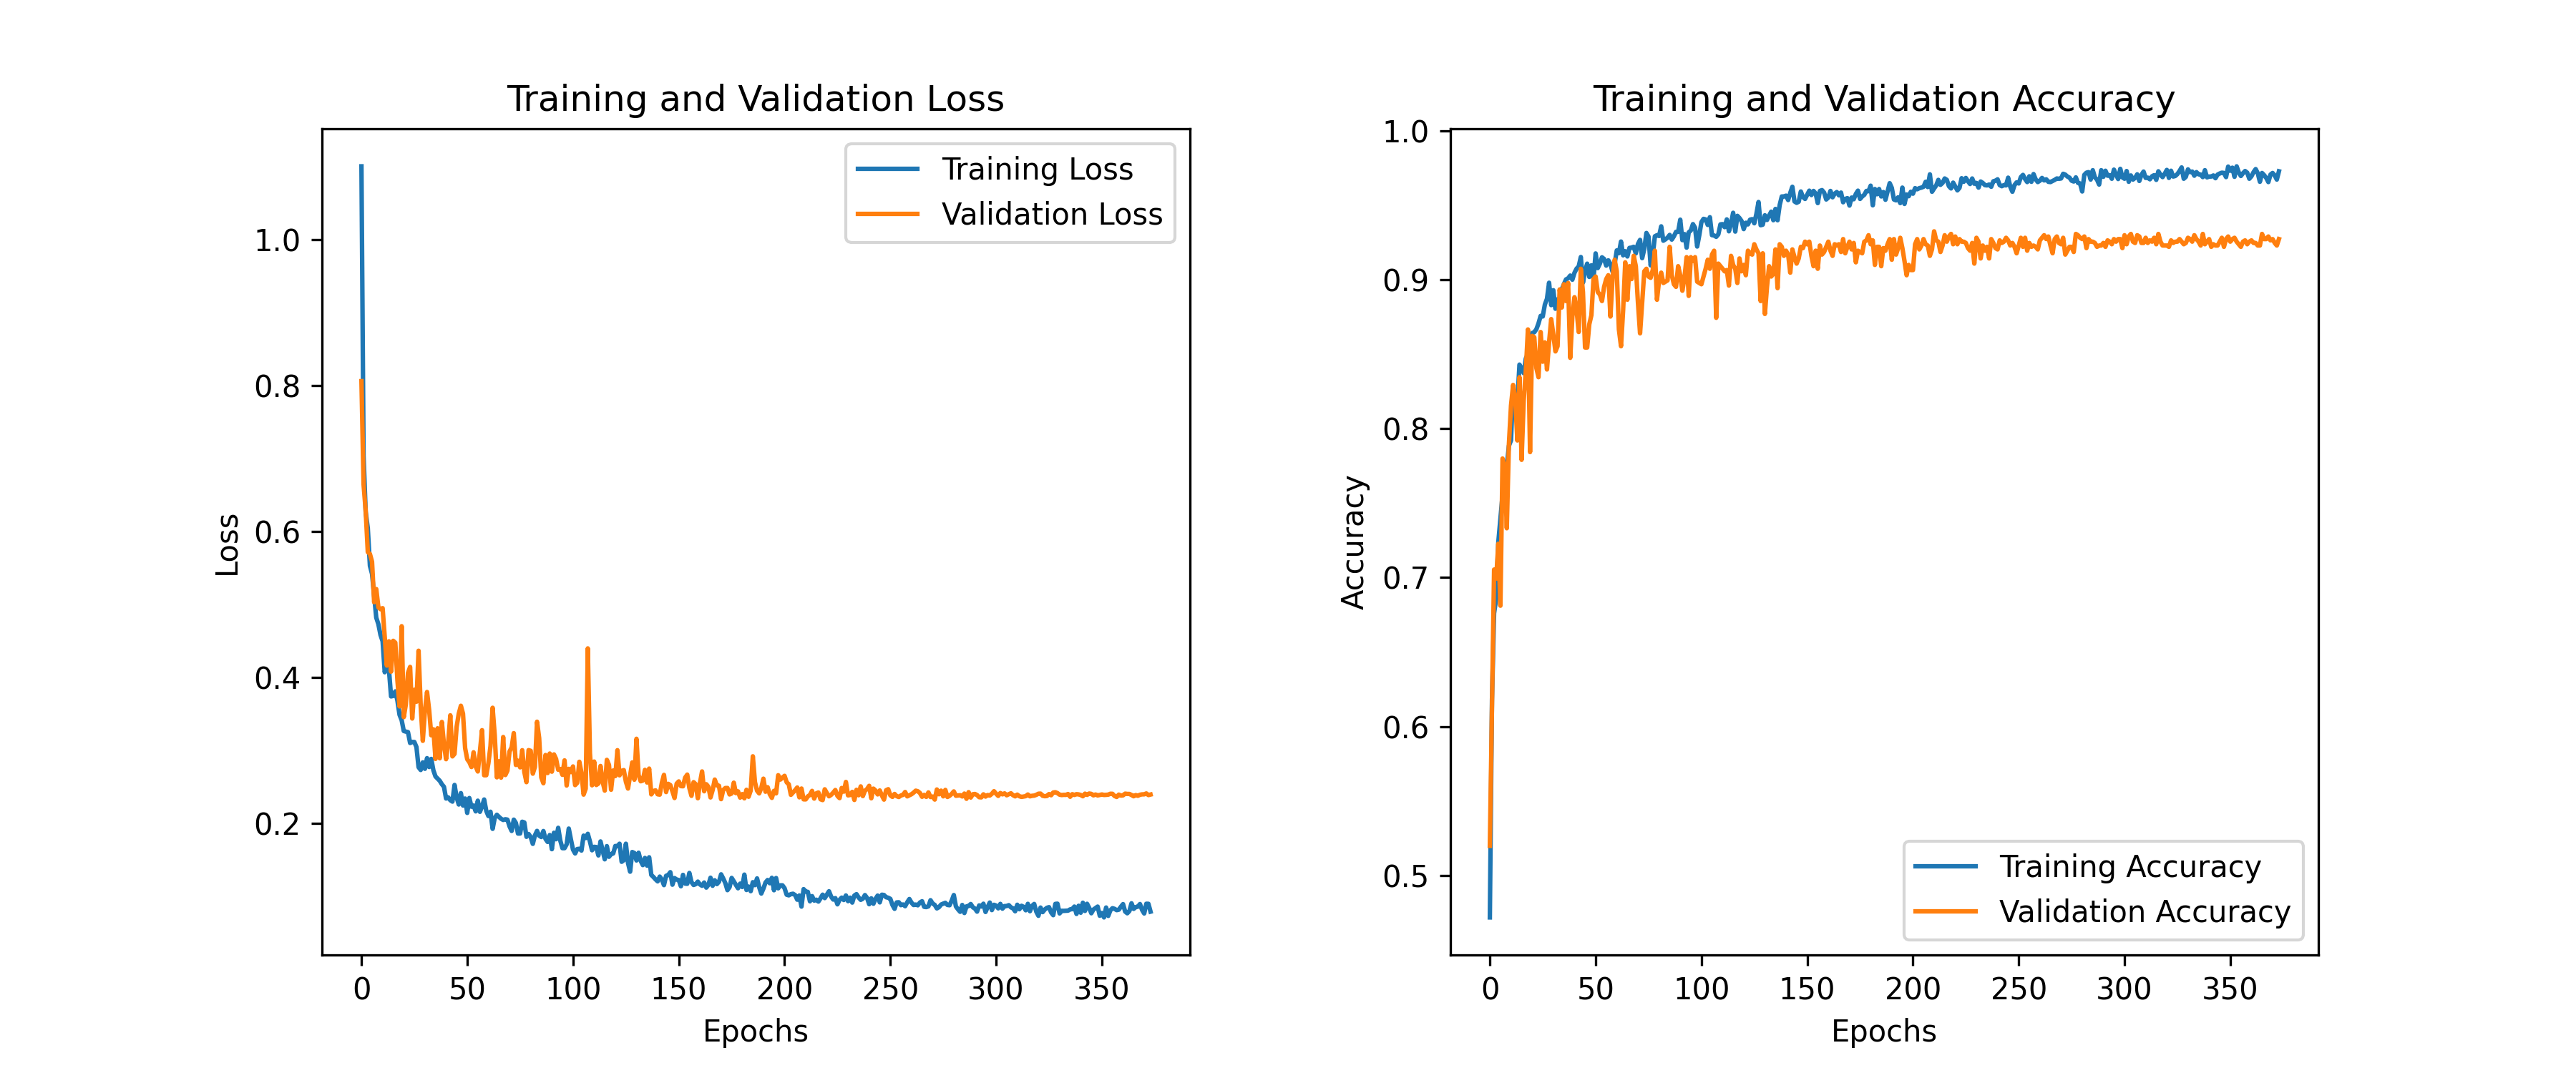 Training and Validation Loss
Training Loss
Validation Loss
1.0
0.8
0.6
0.4
0.2
Loss
0 50 100 150 200 250 300 350
Epochs
Training and Validation Accuracy
1.0
0.9
0.8
0.7
0.6
0.5
Accuracy
Training Accuracy
Validation Accuracy
0 50 100 150 200 250 300 350
Epochs